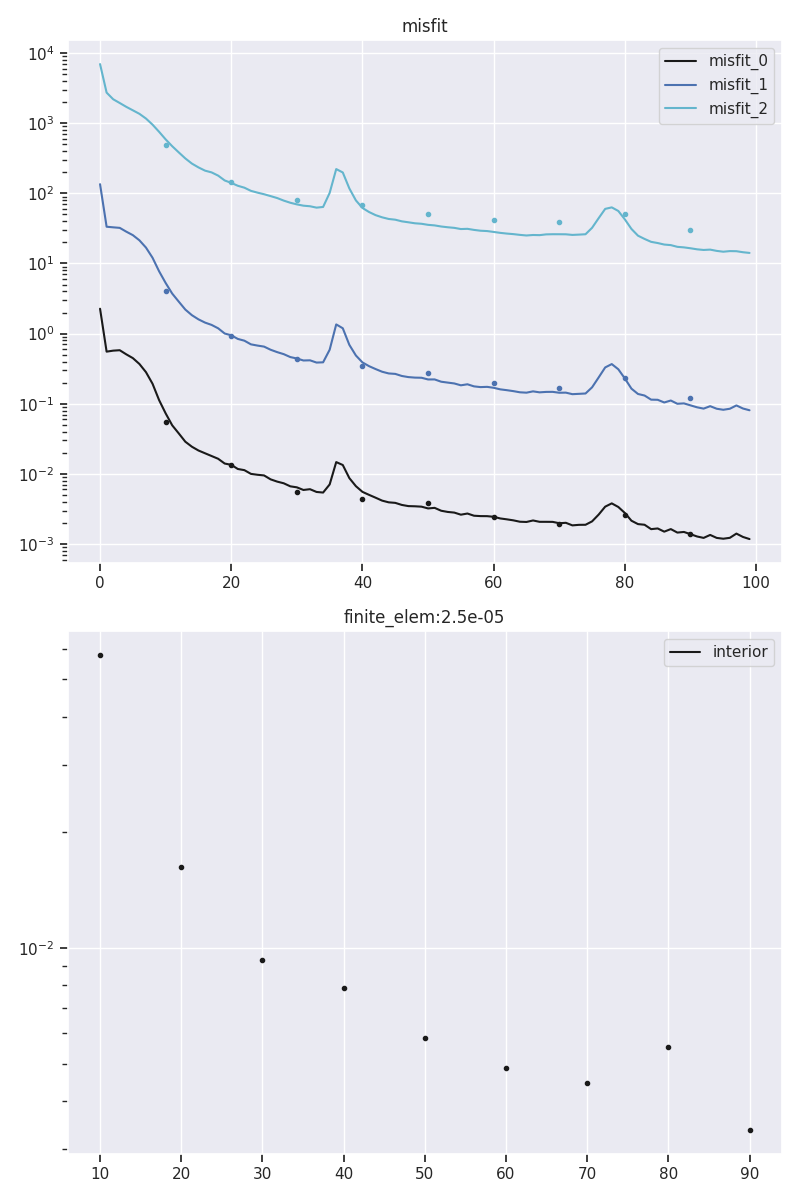 misfit
10⁴
10³
10²
10¹
10⁰
10⁻¹
10⁻²
10⁻³
misfit_0
misfit_1
misfit_2
0 20 40 60 80 100
finite_elem:2.5e-05
interior
10⁻²
10 20 30 40 50 60 70 80 90